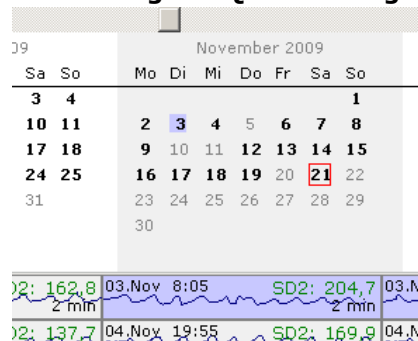 09 November 2009
Sa So Mo Di Mi Do Fr Sa So
3 4 1
10 11 2 3 4 5 6 7 8
17 18 9 10 11 12 13 14 15
24 25 16 17 18 19 20 21 22
31 23 24 25 26 27 28 29
30
02: 162,8 03.Nov 8:05 SD2: 204,7 03.N
2 min 2 min
02: 137,7 04.Nov 19:55 SD2: 169,9 04.N